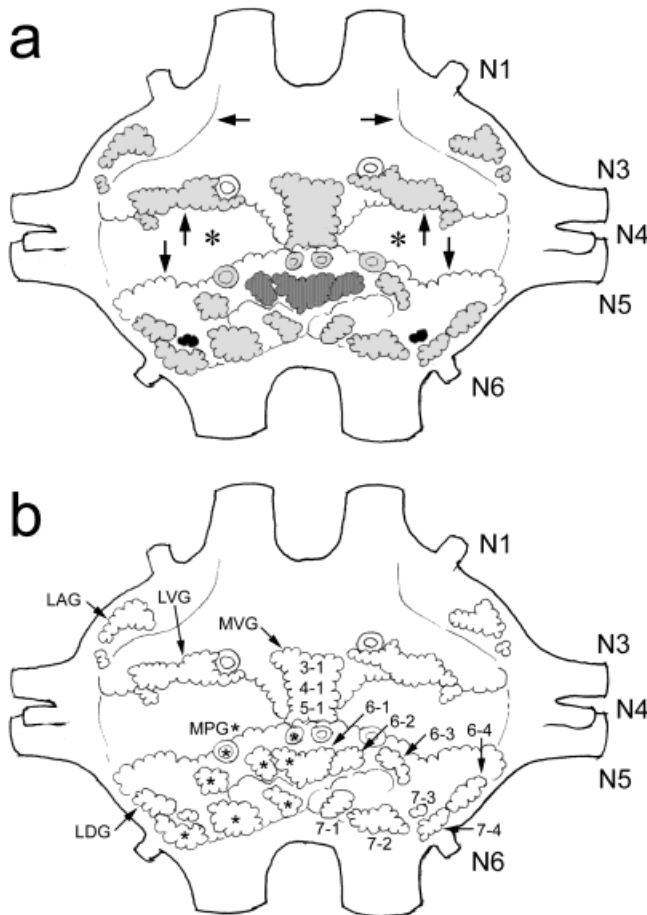 a
N1
N3
* * N4
N5
N6
b
N1
LAG
LVG
MVG
N3
3-1
4-1
5-1
N4
MPG*
6-1
6-2
6-3
6-4
* *
* * * *
N5
7-3
LDG
* * *
7-1
7-2
7-4
N6